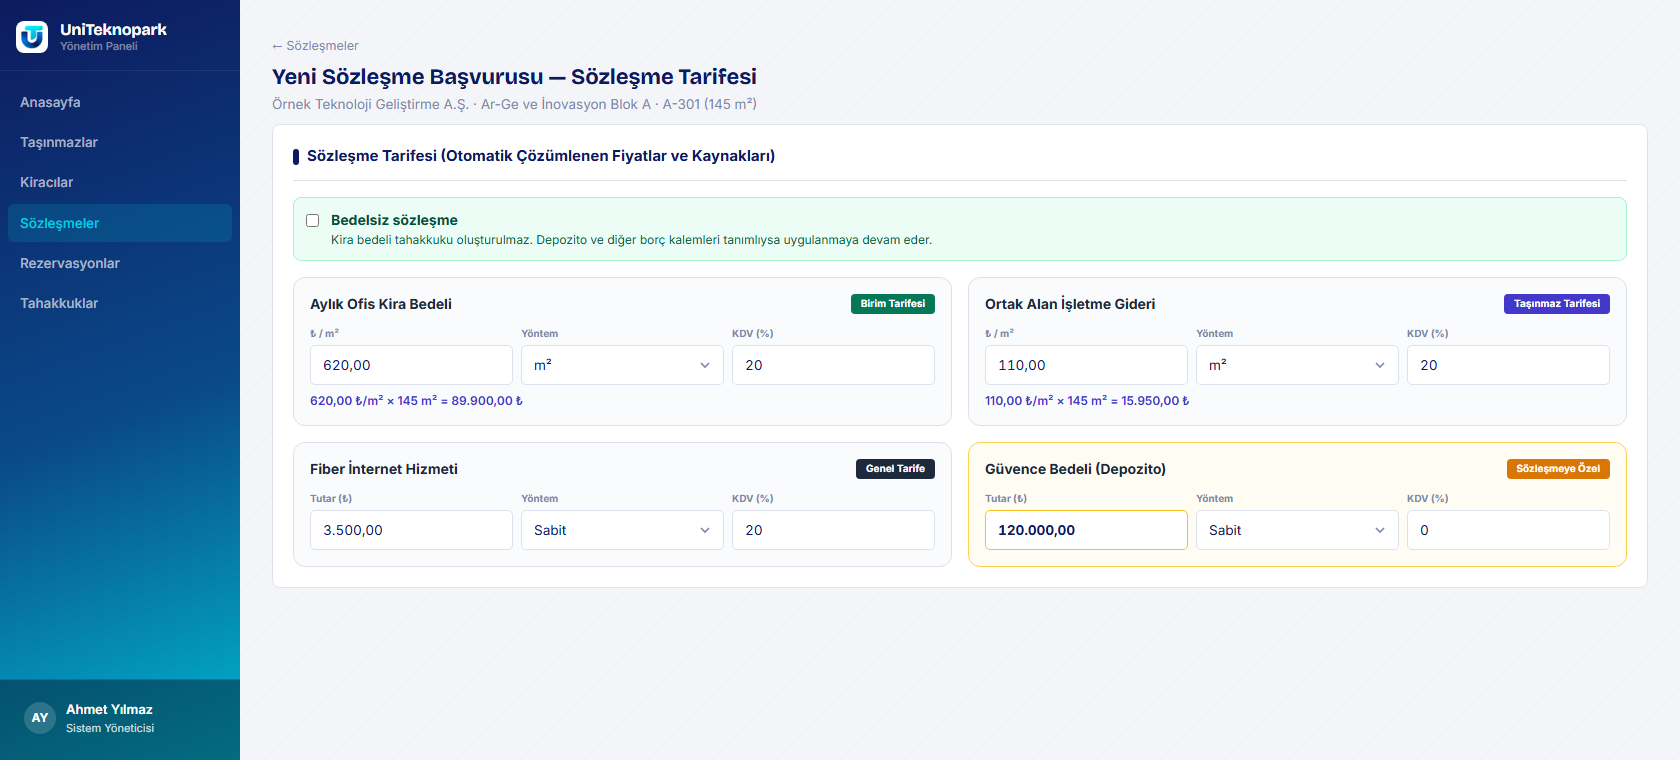 UniTeknopark
Yönetim Paneli
Anasayfa
Taşınmazlar
Kiracılar
Sözleşmeler
Rezervasyonlar
Tahakkuklar
AY
Ahmet Yılmaz
Sistem Yöneticisi
← Sözleşmeler
Yeni Sözleşme Başvurusu — Sözleşme Tarifesi
Örnek Teknoloji Geliştirme A.Ş. · Ar-Ge ve İnovasyon Blok A · A-301 (145 m²)
Sözleşme Tarifesi (Otomatik Çözümlenen Fiyatlar ve Kaynakları)
Bedelsiz sözleşme
Kira bedeli tahakkuku oluşturulmaz. Depozito ve diğer borç kalemleri tanımlıysa uygulanmaya devam eder.
Aylık Ofis Kira Bedeli Birim Tarifesi
₺ / m² Yöntem KDV (%)
620,00 m² 20
620,00 ₺/m² × 145 m² = 89.900,00 ₺
Ortak Alan İşletme Gideri Taşınmaz Tarifesi
₺ / m² Yöntem KDV (%)
110,00 m² 20
110,00 ₺/m² × 145 m² = 15.950,00 ₺
Fiber İnternet Hizmeti Genel Tarife
Tutar (₺) Yöntem KDV (%)
3.500,00 Sabit 20
Güvence Bedeli (Depozito) Sözleşmeye Özel
Tutar (₺) Yöntem KDV (%)
120.000,00 Sabit 0